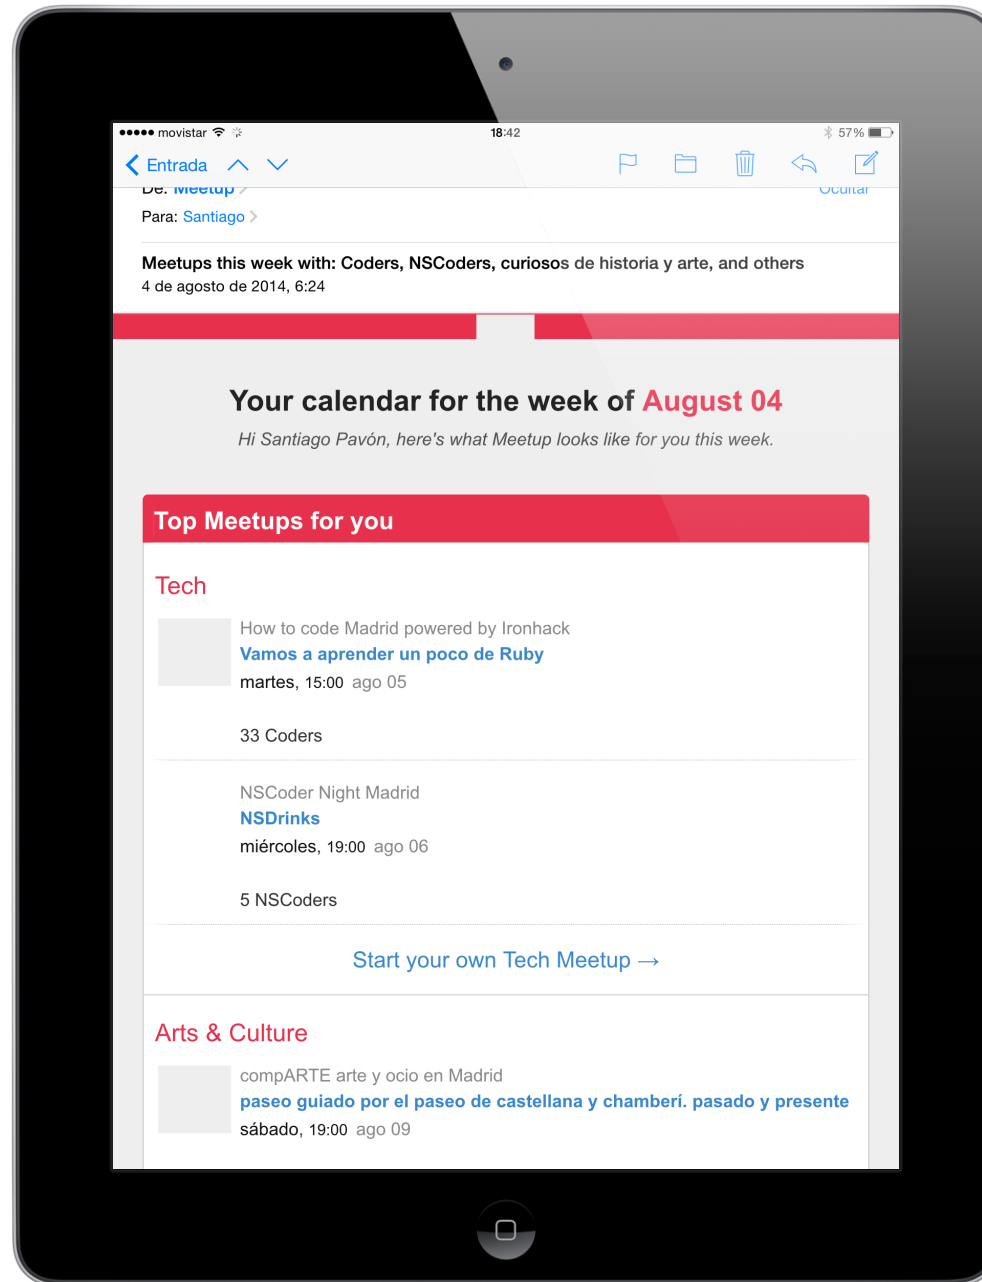 movistar 18:42 57%
Entrada
De: Meetup Ocultar
Para: Santiago
Meetups this week with: Coders, NSCoders, curiosos de historia y arte, and others
4 de agosto de 2014, 6:24
Your calendar for the week of August 04
Hi Santiago Pavón, here's what Meetup looks like for you this week.
Top Meetups for you
Tech
How to code Madrid powered by Ironhack
Vamos a aprender un poco de Ruby
martes, 15:00 ago 05
33 Coders
NSCoder Night Madrid
NSDrinks
miércoles, 19:00 ago 06
5 NSCoders
Start your own Tech Meetup →
Arts & Culture
compARTE arte y ocio en Madrid
paseo guiado por el paseo de castellana y chamberí. pasado y presente
sábado, 19:00 ago 09